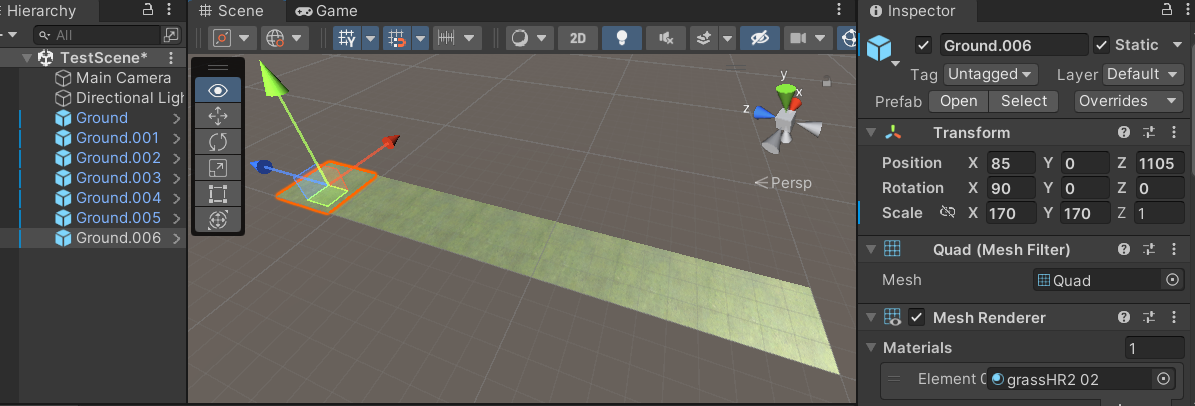 Hierarchy
Scene
Game
Inspector
All
2D
TestScene*
Main Camera
Directional Ligh
Ground
Ground.001
Ground.002
Ground.003
Ground.004
Ground.005
Ground.006
y
x
z
Persp
Ground.006
Static
Tag Untagged
Layer Default
Prefab Open Select Overrides
Transform
Position X 85 Y 0 Z 1105
Rotation X 90 Y 0 Z 0
Scale X 170 Y 170 Z 1
Quad (Mesh Filter)
Mesh Quad
Mesh Renderer
Materials 1
Element 0 grassHR2 02